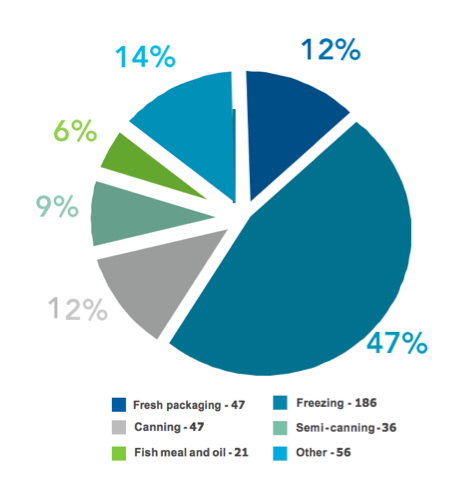 14%
12%
6%
9%
12%
47%
Fresh packaging - 47
Freezing - 186
Canning - 47
Semi-canning - 36
Fish meal and oil - 21
Other - 56